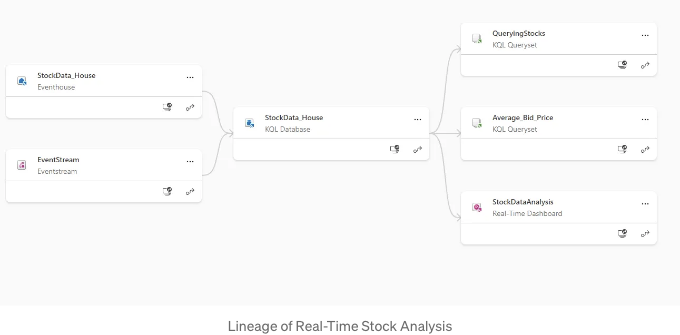 StockData_House
Eventhouse
EventStream
Eventstream
StockData_House
KQL Database
QueryingStocks
KQL Queryset
Average_Bid_Price
KQL Queryset
StockDataAnalysis
Real-Time Dashboard
Lineage of Real-Time Stock Analysis